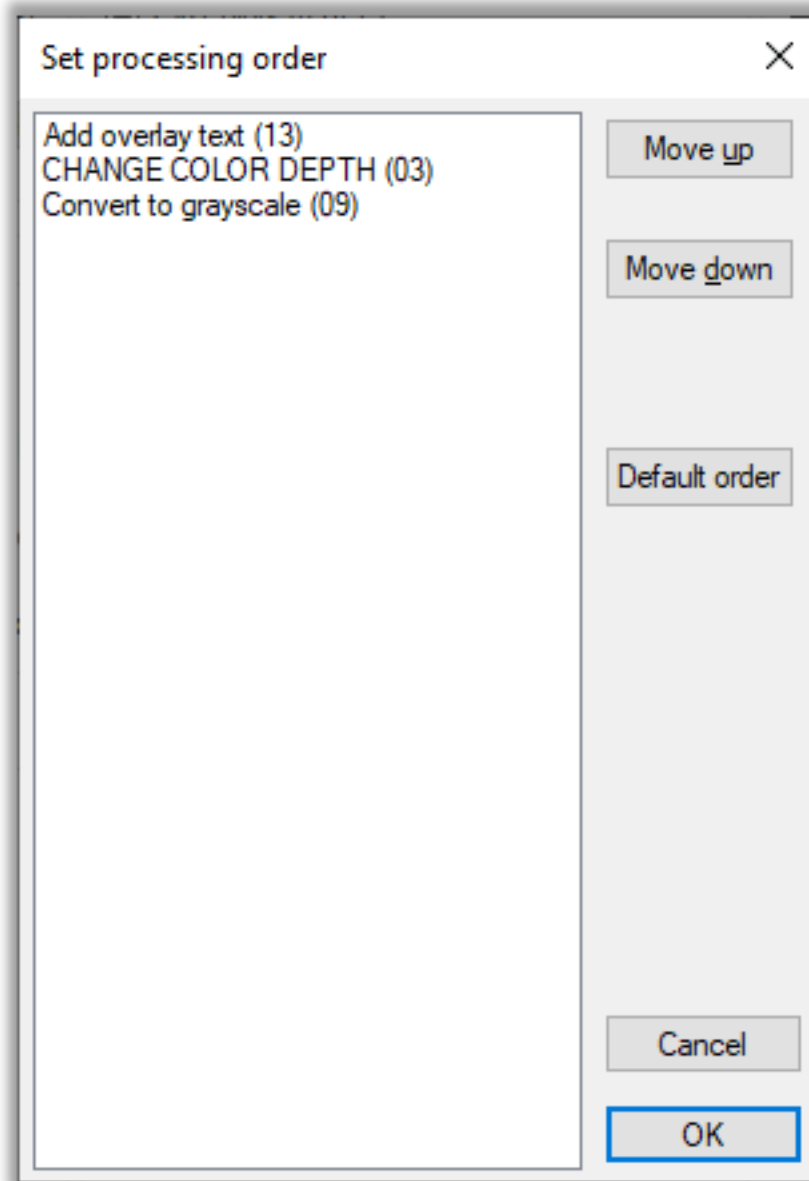 Set processing order
Add overlay text (13)
CHANGE COLOR DEPTH (03)
Convert to grayscale (09)
Move up
Move down
Default order
Cancel
OK